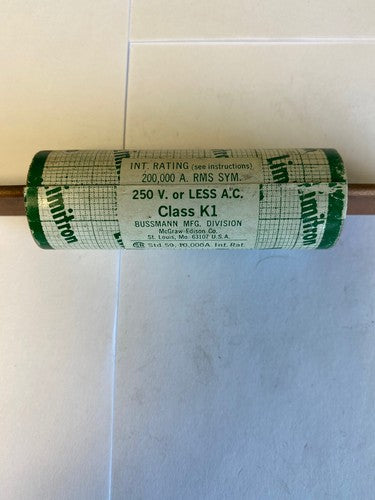 INT. RATING (see instructions)
200,000 A. RMS SYM.
250 V. or LESS A.C.
Class K1
BUSSMANN MFG. DIVISION
McGraw-Edison Co.
St. Louis, Mo. 63107 U.S.A.
Std. 59, 10,000A. Int. Rat.
Limitron
Limitron